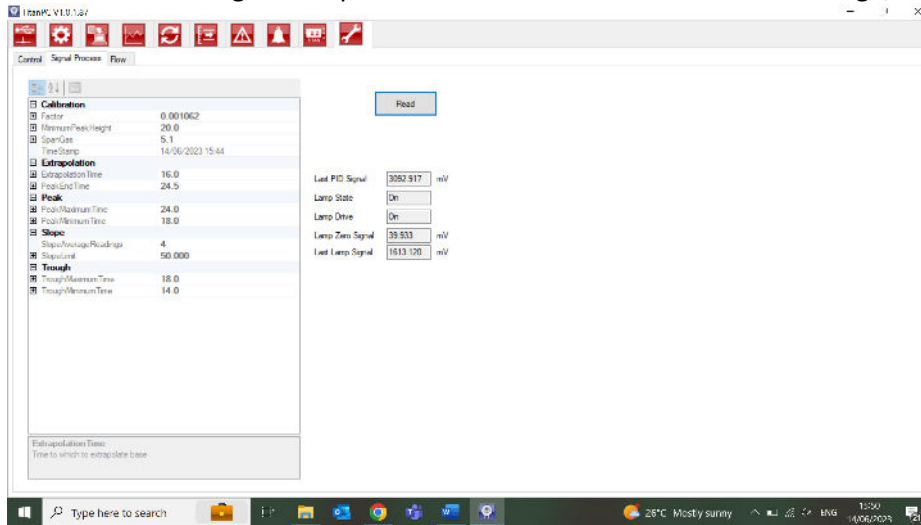 TitanPC V1.0.1.87
Control Signal Process Flow
Calibration
Factor 0.001062
MinimumPeakHeight 20.0
SpanGas 5.1
TimeStamp 14/06/2023 15:44
Extrapolation
ExtrapolationTime 16.0
PeakEndTime 24.5
Peak
PeakMaximumTime 24.0
PeakMinimumTime 18.0
Slope
SlopeAverageReadings 4
SlopeLimit 50.000
Trough
TroughMaximumTime 18.0
TroughMinimumTime 14.0
ExtrapolationTime
Time to which to extrapolate base
Read
Last PID Signal 3092.917 mV
Lamp State On
Lamp Drive On
Lamp Zero Signal 39.933 mV
Last Lamp Signal 1613.120 mV
Type here to search
26°C Mostly sunny
ENG
15:50
14/06/2023